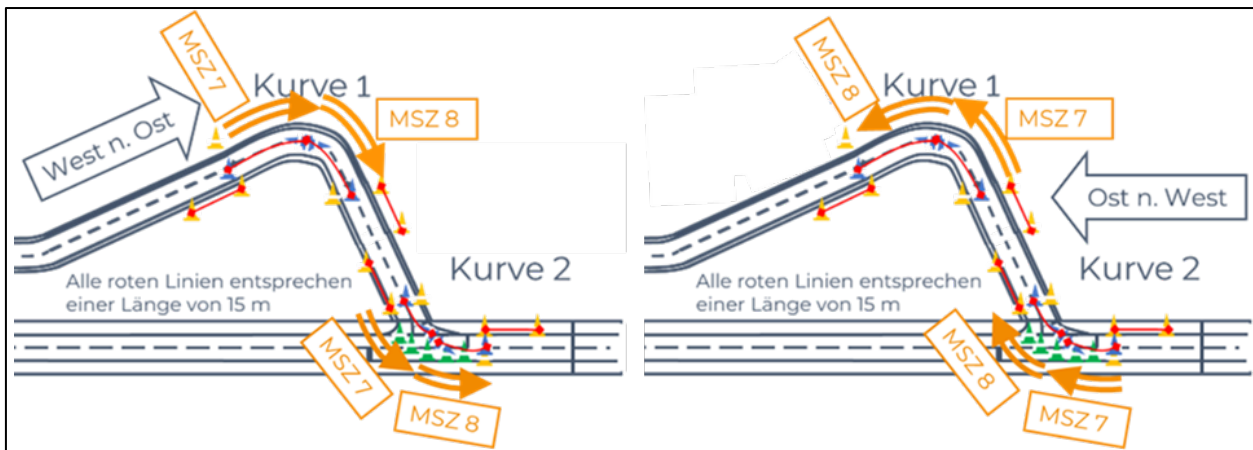 MSZ 7
Kurve 1
MSZ 8
West n. Ost
Kurve 2
Alle roten Linien entsprechen
einer Länge von 15 m
MSZ 7
MSZ 8
MSZ 8
Kurve 1
MSZ 7
Ost n. West
Kurve 2
Alle roten Linien entsprechen
einer Länge von 15 m
MSZ 8
MSZ 7